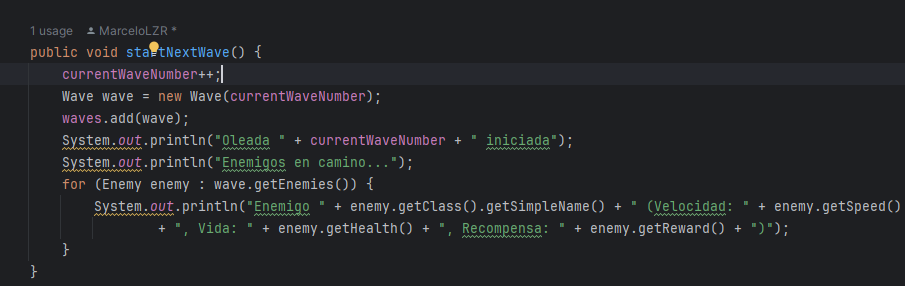 1 usage MarceloLZR *
public void startNextWave() {
currentWaveNumber++;
Wave wave = new Wave(currentWaveNumber);
waves.add(wave);
System.out.println("Oleada " + currentWaveNumber + " iniciada");
System.out.println("Enemigos en camino...");
for (Enemy enemy : wave.getEnemies()) {
System.out.println("Enemigo " + enemy.getClass().getSimpleName() + " (Velocidad: " + enemy.getSpeed()
+ ", Vida: " + enemy.getHealth() + ", Recompensa: " + enemy.getReward() + ")");
}
}